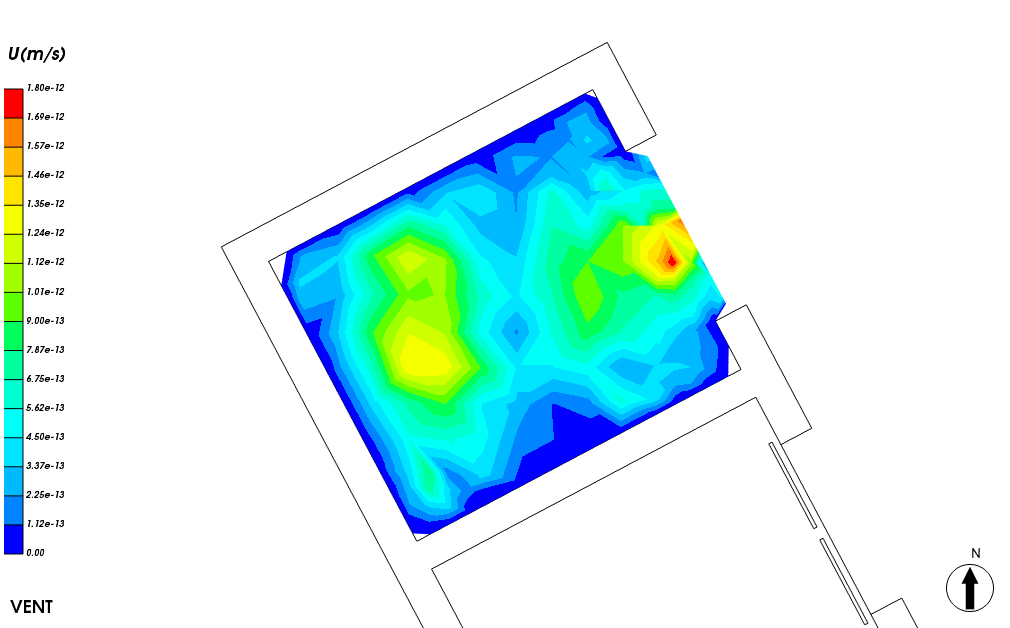 U(m/s)
1.80e-12
1.69e-12
1.57e-12
1.46e-12
1.35e-12
1.24e-12
1.12e-12
1.01e-12
9.00e-13
7.87e-13
6.75e-13
5.62e-13
4.50e-13
3.37e-13
2.25e-13
1.12e-13
0.00
N
VENT